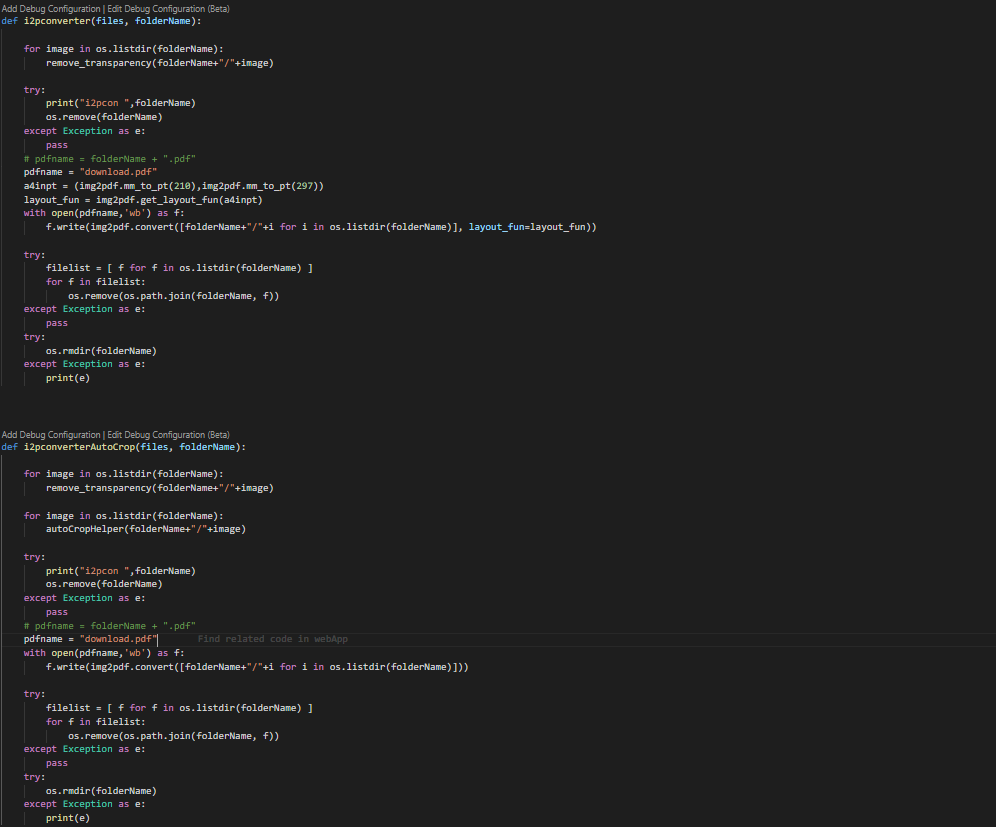 Add Debug Configuration | Edit Debug Configuration (Beta)
def i2pconverter(files, folderName):
    for image in os.listdir(folderName):
        remove_transparency(folderName+"/"+image)
    try:
        print("i2pcon ",folderName)
        os.remove(folderName)
    except Exception as e:
        pass
    # pdfname = folderName + ".pdf"
    pdfname = "download.pdf"
    a4inpt = (img2pdf.mm_to_pt(210),img2pdf.mm_to_pt(297))
    layout_fun = img2pdf.get_layout_fun(a4inpt)
    with open(pdfname,'wb') as f:
        f.write(img2pdf.convert([folderName+"/"+i for i in os.listdir(folderName)], layout_fun=layout_fun))
    try:
        filelist = [ f for f in os.listdir(folderName) ]
        for f in filelist:
            os.remove(os.path.join(folderName, f))
    except Exception as e:
        pass
    try:
        os.rmdir(folderName)
    except Exception as e:
        print(e)
Add Debug Configuration | Edit Debug Configuration (Beta)
def i2pconverterAutoCrop(files, folderName):
    for image in os.listdir(folderName):
        remove_transparency(folderName+"/"+image)
    for image in os.listdir(folderName):
        autoCropHelper(folderName+"/"+image)
    try:
        print("i2pcon ",folderName)
        os.remove(folderName)
    except Exception as e:
        pass
    # pdfname = folderName + ".pdf"
    pdfname = "download.pdf" Find related code in webApp
    with open(pdfname,'wb') as f:
        f.write(img2pdf.convert([folderName+"/"+i for i in os.listdir(folderName)]))
    try:
        filelist = [ f for f in os.listdir(folderName) ]
        for f in filelist:
            os.remove(os.path.join(folderName, f))
    except Exception as e:
        pass
    try:
        os.rmdir(folderName)
    except Exception as e:
        print(e)